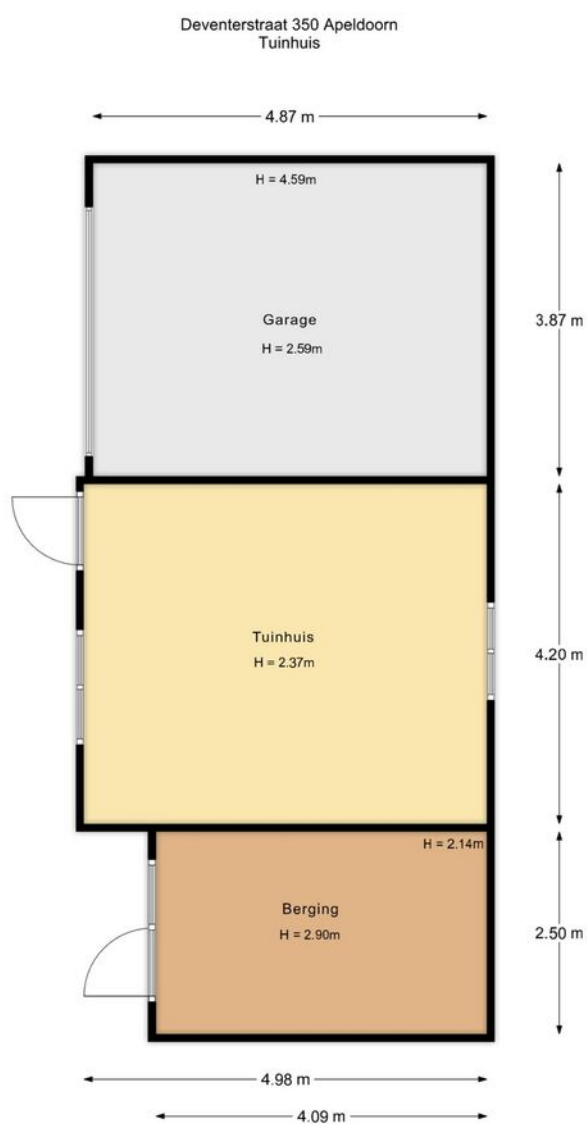 Deventerstraat 350 Apeldoorn
Tuinhuis
4.87 m
H = 4.59m
Garage
H = 2.59m
3.87 m
Tuinhuis
H = 2.37m
4.20 m
H = 2.14m
Berging
H = 2.90m
2.50 m
4.98 m
4.09 m